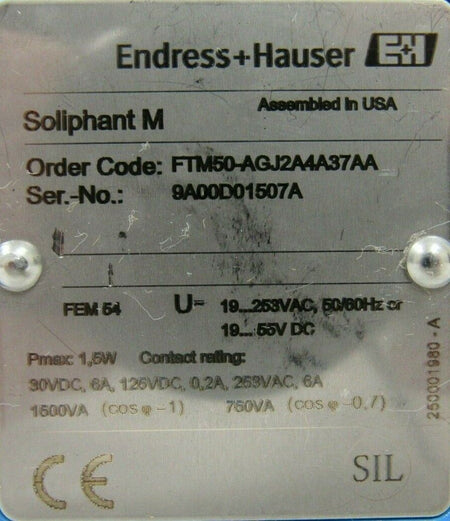 Endress+Hauser E+H
Assembled in USA
Soliphant M
Order Code: FTM50-AGJ2A4A37AA
Ser.-No.: 9A00D01507A
FEM 54 U= 19...253VAC, 50/60Hz or
19... 55V DC
Pmax: 1,5W Contact rating:
30VDC, 6A, 125VDC, 0,2A, 253VAC, 6A
1500VA (cos φ-1) 750VA (cos φ-0,7)
250001980 - A
CE SIL